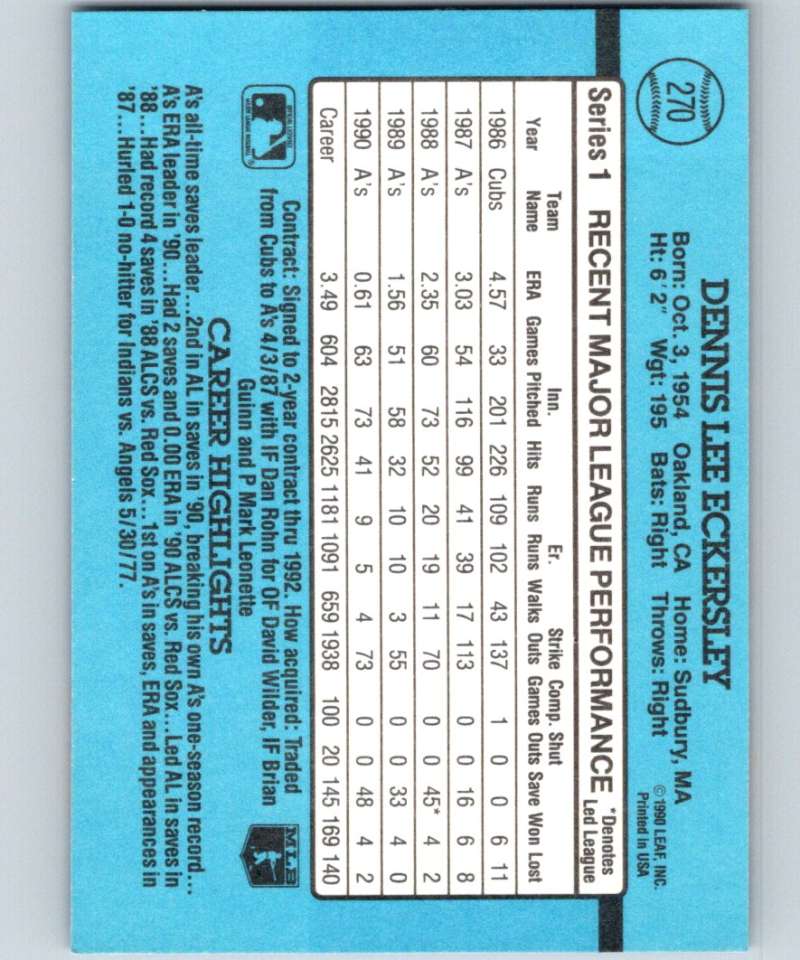 270
DENNIS LEE ECKERSLEY
©1990 LEAF, INC.
Printed in USA
Born: Oct. 3, 1954 Oakland, CA Home: Sudbury, MA
Ht: 6' 2" Wgt: 195 Bats: Right Throws: Right
Series 1 RECENT MAJOR LEAGUE PERFORMANCE *Denotes Led League
Team Inn. Er. Strike Comp. Shut
Year Name ERA Games Pitched Hits Runs Runs Walks Outs Games Outs Save Won Lost
1986 Cubs 4.57 33 201 226 109 102 43 137 1 0 0 6 11
1987 A's 3.03 54 116 99 41 39 17 113 0 0 16 6 8
1988 A's 2.35 60 73 52 20 19 11 70 0 0 45* 4 2
1989 A's 1.56 51 58 32 10 10 3 55 0 0 33 4 0
1990 A's 0.61 63 73 41 9 5 4 73 0 0 48 4 2
Career 3.49 604 2815 2625 1181 1091 659 1938 100 20 145 169 140
Contract: Signed to 2-year contract thru 1992. How acquired: Traded
from Cubs to A's 4/3/87 with IF Dan Rohn for OF David Wilder, IF Brian
Guinn and P Mark Leonette
MLB
CAREER HIGHLIGHTS
A's all-time saves leader...2nd in AL in saves in '90, breaking his own A's one-season record...
A's ERA leader in '90...Had 2 saves and 0.00 ERA in '90 ALCS vs. Red Sox...Led AL in saves in
'88...Had record 4 saves in '88 ALCS vs. Red Sox...1st on A's in saves, ERA and appearances in
'87...Hurled 1-0 no-hitter for Indians vs. Angels 5/30/77.